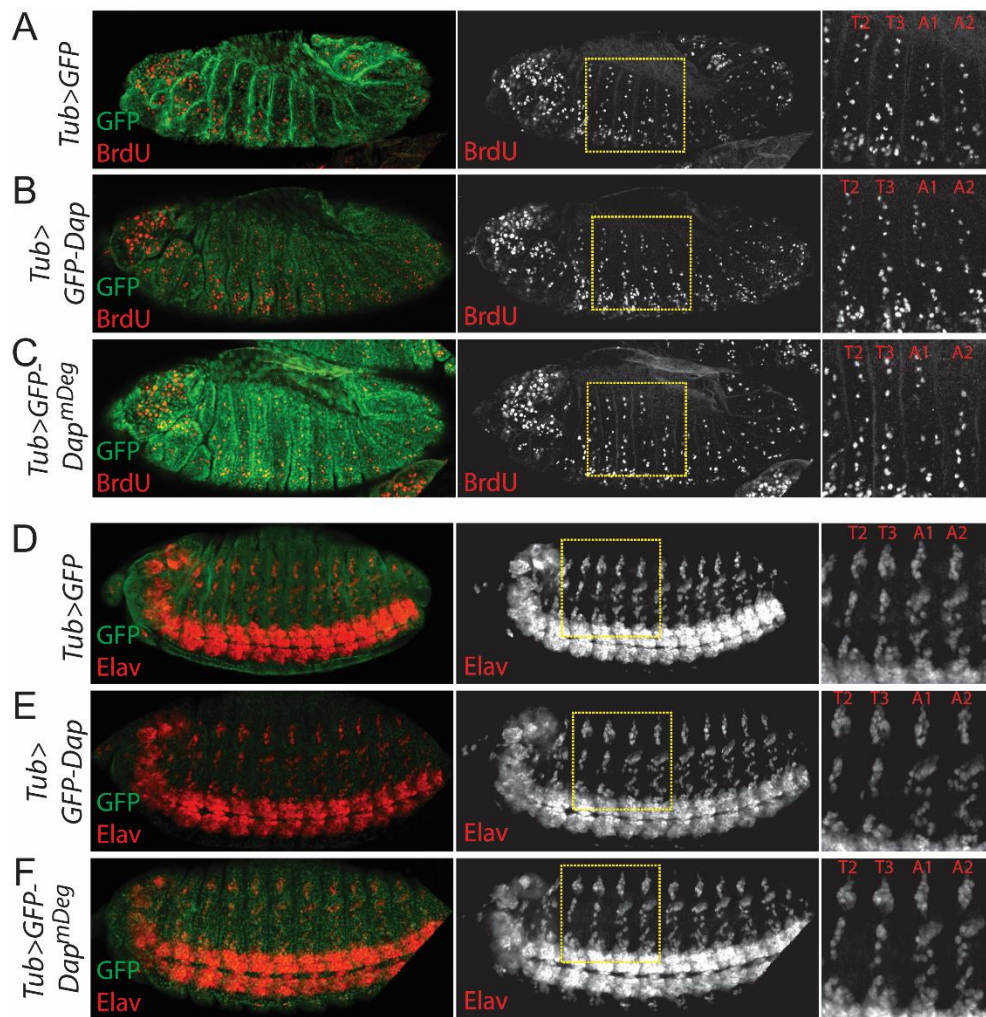 A
Tub>GFP
GFP
BrdU
BrdU
T2 T3 A1 A2
B
Tub>
GFP-Dap
GFP
BrdU
BrdU
T2 T3 A1 A2
C
Tub>GFP-
Dap^mDeg
GFP
BrdU
BrdU
T2 T3 A1 A2
D
Tub>GFP
GFP
Elav
Elav
T2 T3 A1 A2
E
Tub>
GFP-Dap
GFP
Elav
Elav
T2 T3 A1 A2
F
Tub>GFP-
Dap^mDeg
GFP
Elav
Elav
T2 T3 A1 A2